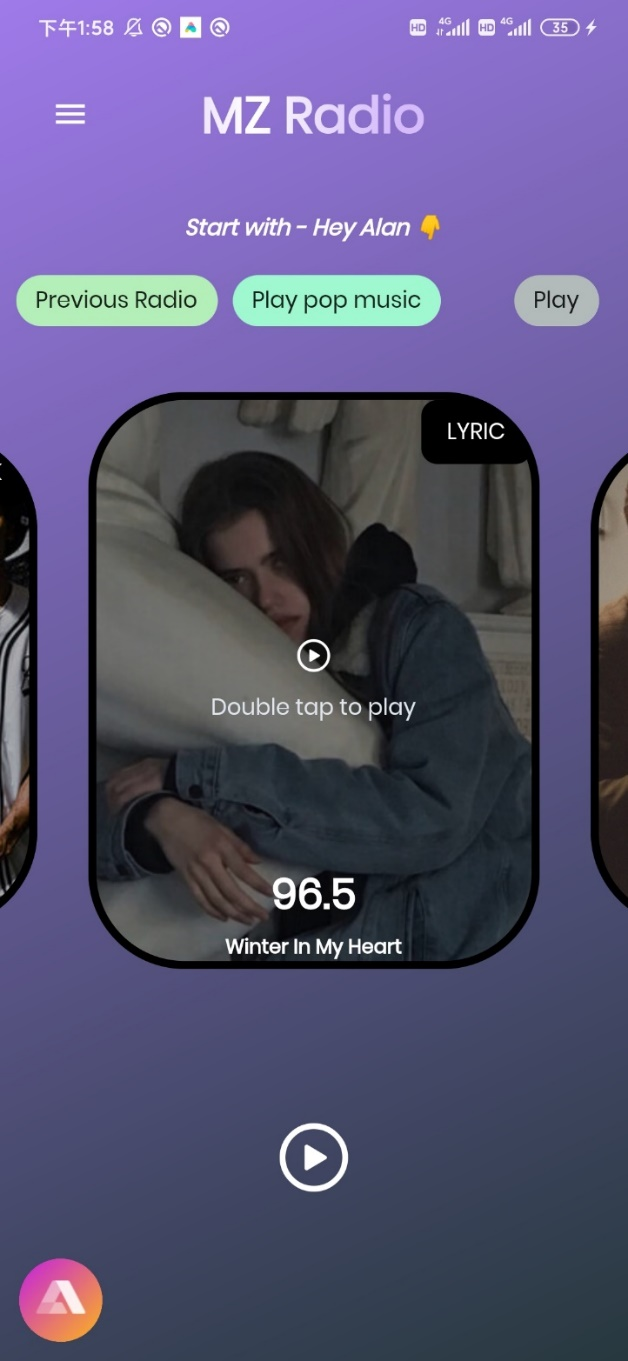 下午1:58 HD 4G HD 4G 35
MZ Radio
Start with - Hey Alan 👇
Previous Radio Play pop music Play
LYRIC
Double tap to play
96.5
Winter In My Heart